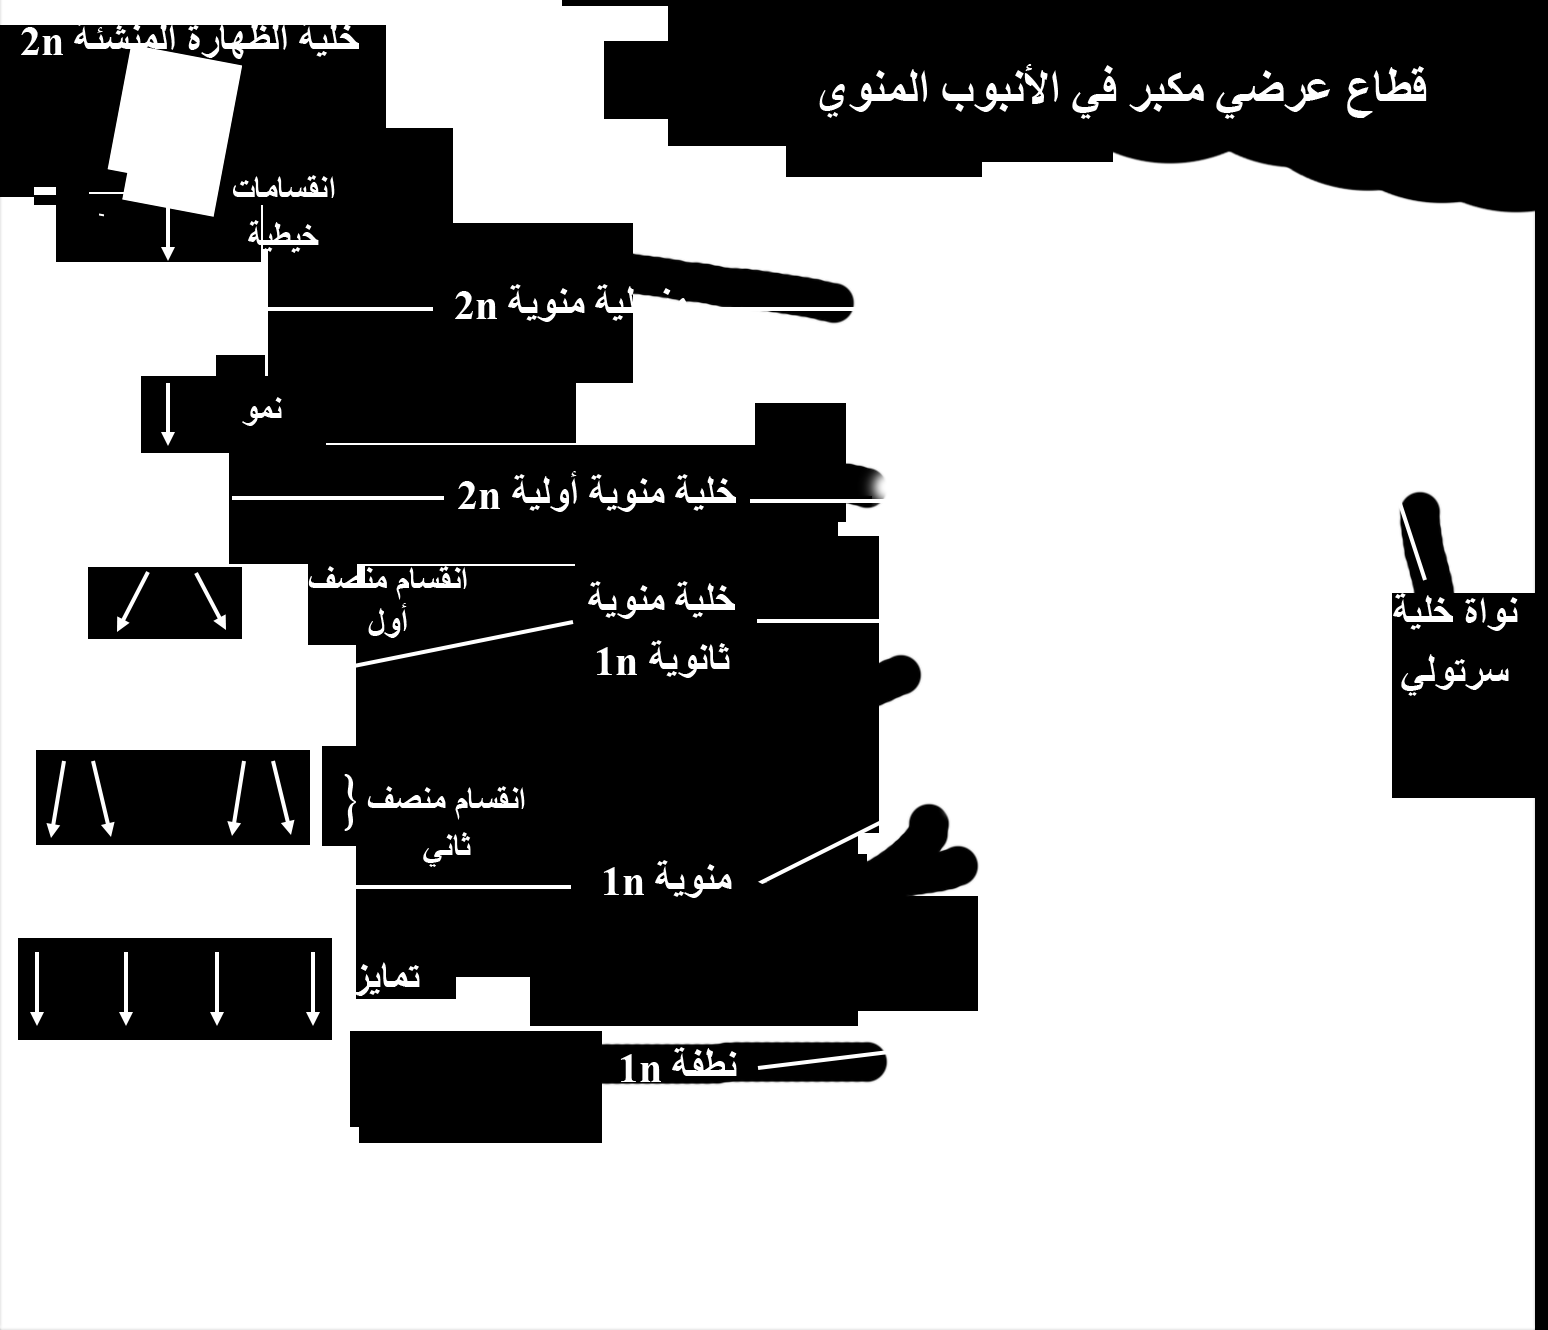 قطاع عرضي مكبر في الأنبوب المنوي
خلية الظهارة المنشئة 2n
انقسامات
خيطية
منوية 2n
نمو
خلية منوية أولية 2n
انقسام منصف
أول
خلية منوية
ثانوية 1n
نواة خلية
سرتولي
انقسام منصف
ثاني
منوية 1n
تمايز
نطفة 1n